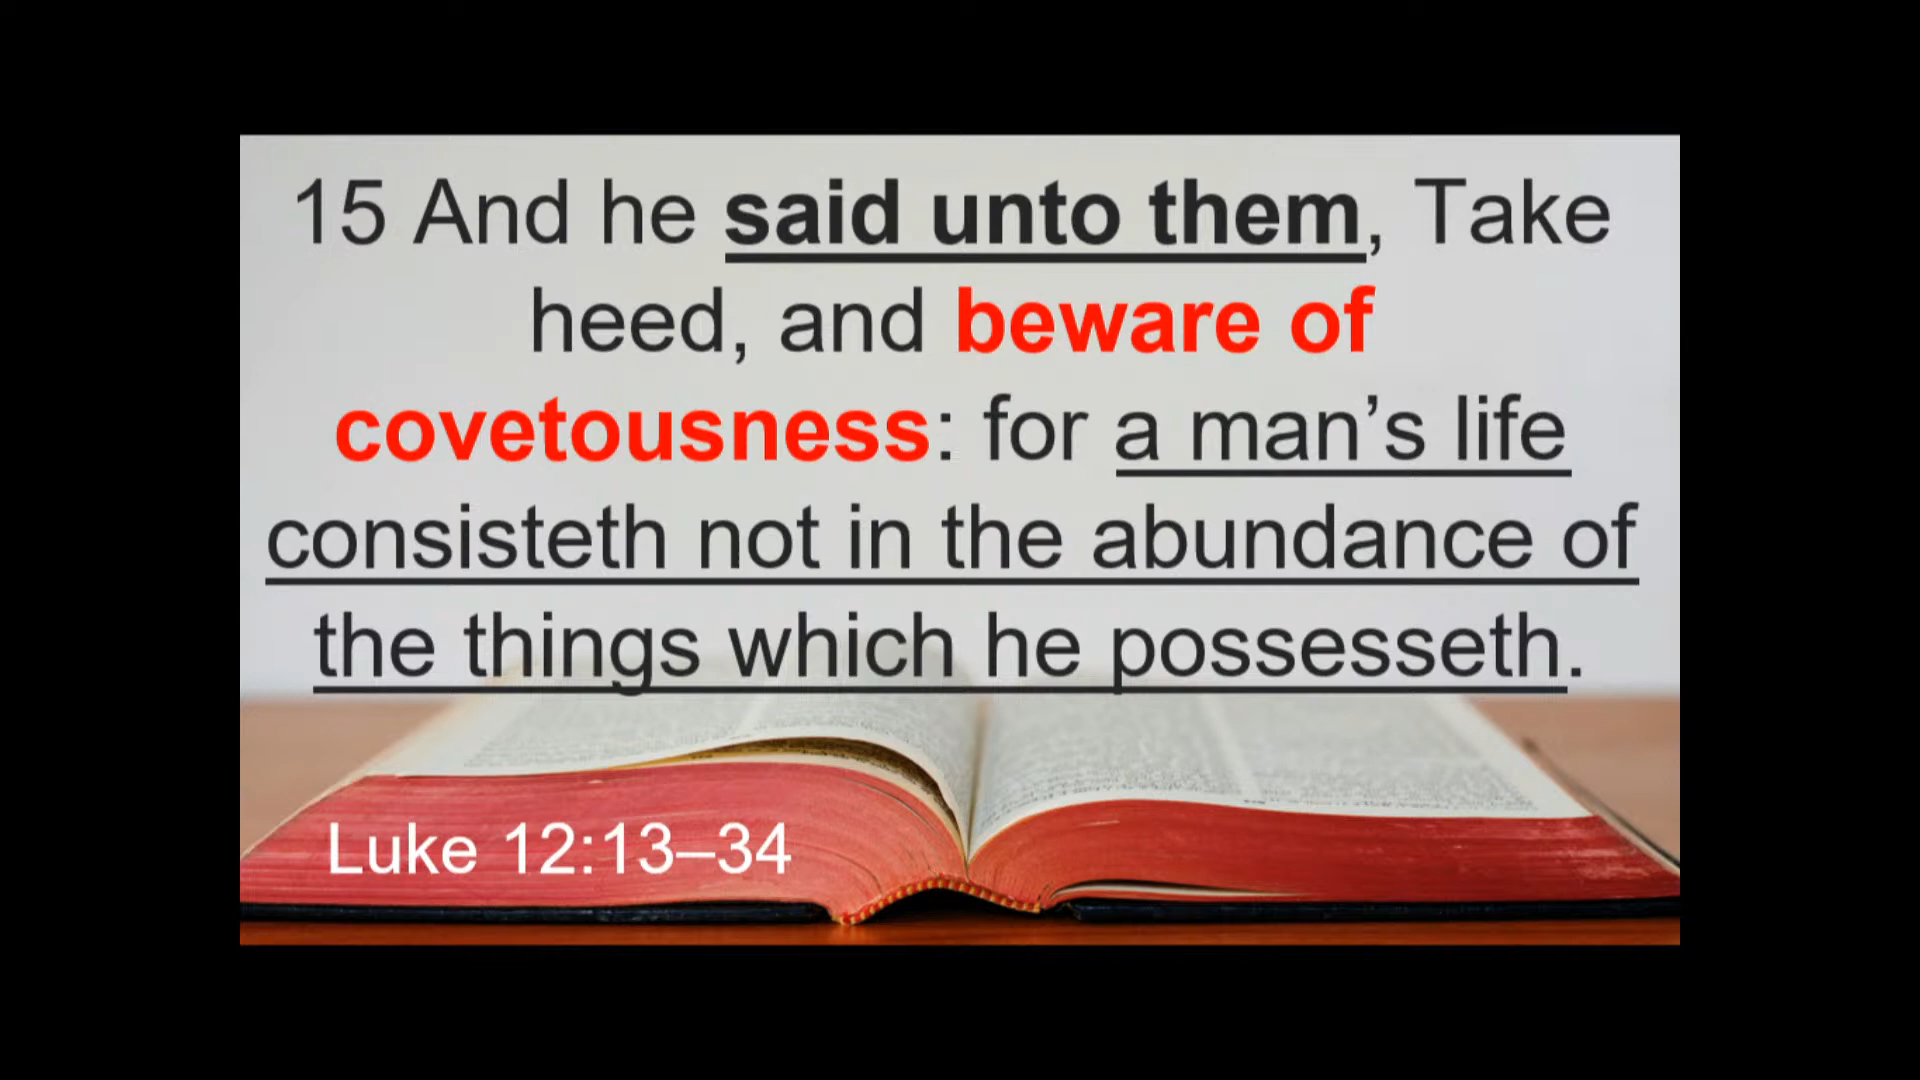 15 And he said unto them, Take
heed, and beware of
covetousness: for a man’s life
consisteth not in the abundance of
the things which he possesseth.
Luke 12:13–34